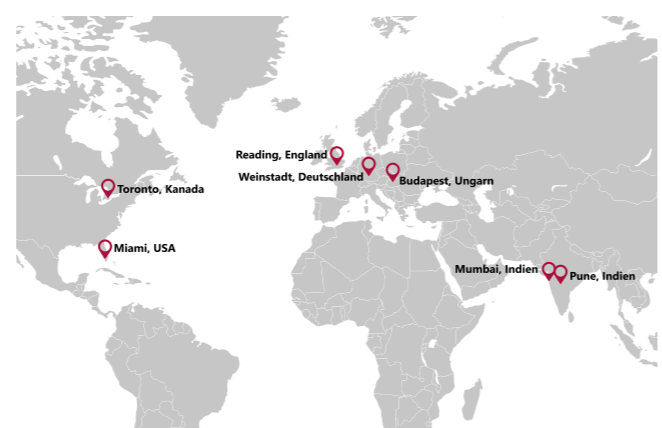 Reading, England
Weinstadt, Deutschland
Budapest, Ungarn
Toronto, Kanada
Miami, USA
Mumbai, Indien
Pune, Indien